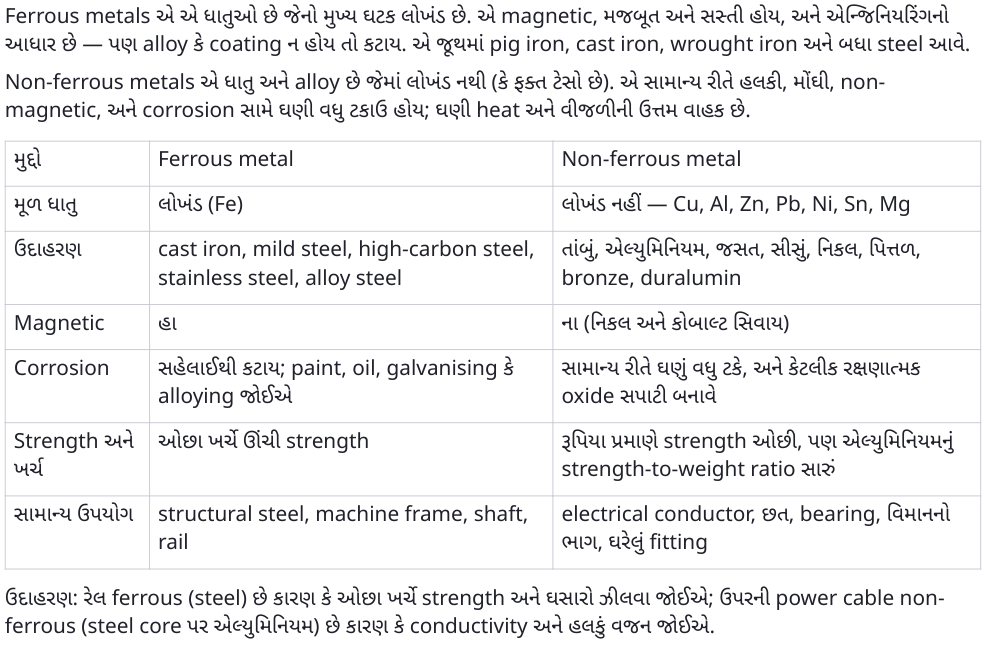 Ferrous metals એ એ ધાતુઓ છે જેનો મુખ્ય ઘટક લોખંડ છે. એ magnetic, મજબૂત અને સસ્તી હોય, અને એન્જિનિયરિંગનો
આધાર છે — પણ alloy કે coating ન હોય તો કટાય. એ જૂથમાં pig iron, cast iron, wrought iron અને બધા steel આવે.
Non-ferrous metals એ ધાતુ અને alloy છે જેમાં લોખંડ નથી (કે ફક્ત ટેસો છે). એ સામાન્ય રીતે હલકી, મોંઘી, non-
magnetic, અને corrosion સામે ઘણી વધુ ટકાઉ હોય; ઘણી heat અને વીજળીની ઉત્તમ વાહક છે.
મુદ્દો Ferrous metal Non-ferrous metal
મૂળ ધાતુ લોખંડ (Fe) લોખંડ નહીં — Cu, Al, Zn, Pb, Ni, Sn, Mg
ઉદાહરણ cast iron, mild steel, high-carbon steel, તાંબું, એલ્યુમિનિયમ, જસત, સીસું, નિકલ, પિત્તળ,
stainless steel, alloy steel bronze, duralumin
Magnetic હા ના (નિકલ અને કોબાલ્ટ સિવાય)
Corrosion સહેલાઈથી કટાય; paint, oil, galvanising કે સામાન્ય રીતે ઘણું વધુ ટકે, અને કેટલીક રક્ષણાત્મક
alloying જોઈએ oxide સપાટી બનાવે
Strength અને ઓછા ખર્ચે ઊંચી strength રૂપિયા પ્રમાણે strength ઓછી, પણ એલ્યુમિનિયમનું
ખર્ચ strength-to-weight ratio સારું
સામાન્ય ઉપયોગ structural steel, machine frame, shaft, electrical conductor, છત, bearing, વિમાનનો
rail ભાગ, ઘરેલું fitting
ઉદાહરણ: રેલ ferrous (steel) છે કારણ કે ઓછા ખર્ચે strength અને ઘસારો ઝીલવા જોઈએ; ઉપરની power cable non-
ferrous (steel core પર એલ્યુમિનિયમ) છે કારણ કે conductivity અને હલકું વજન જોઈએ.